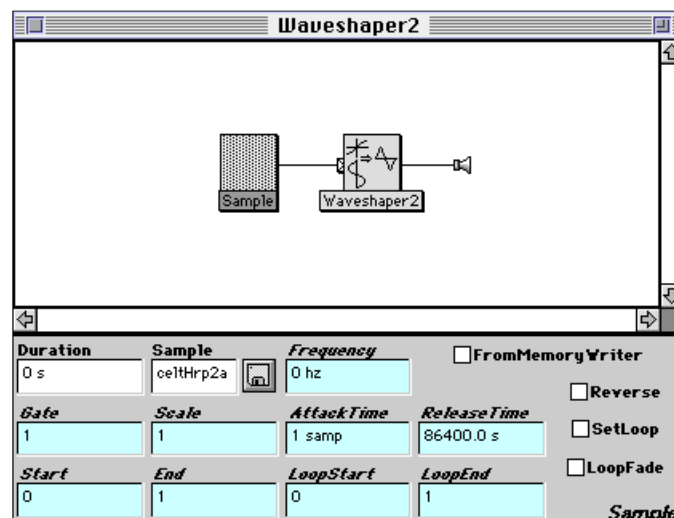 Waveshaper2
Sample Waveshaper2
Duration Sample Frequency FromMemoryWriter
0 s celtHrp2a 0 hz
Reverse
Gate Scale AttackTime ReleaseTime
1 1 1 samp 86400.0 s SetLoop
LoopFade
Start End LoopStart LoopEnd
0 1 0 1 Sample